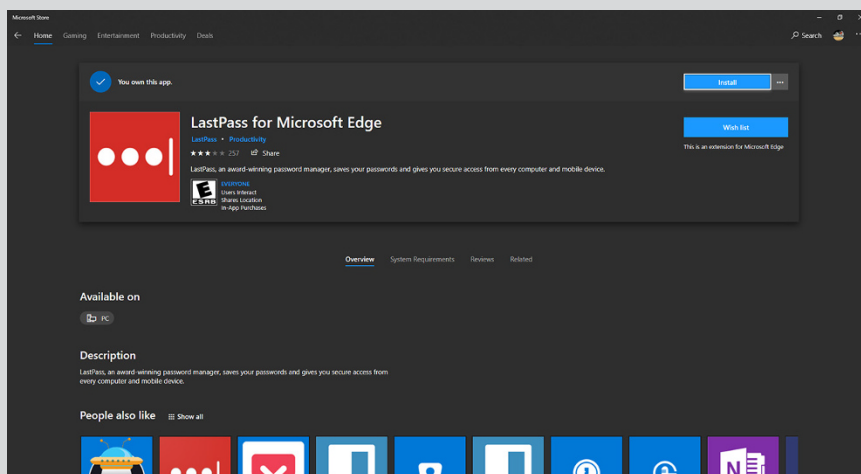 Microsoft Store
Home Gaming Entertainment Productivity Deals
Search
You own this app.
Install
LastPass for Microsoft Edge
LastPass • Productivity
257 Share
Wish list
This is an extension for Microsoft Edge
LastPass, an award-winning password manager, saves your passwords and gives you secure access from every computer and mobile device.
E
ESRB
EVERYONE
Users Interact
Shares Location
In-App Purchases
Overview System Requirements Reviews Related
Available on
PC
Description
LastPass, an award-winning password manager, saves your passwords and gives you secure access from
every computer and mobile device.
People also like Show all
N